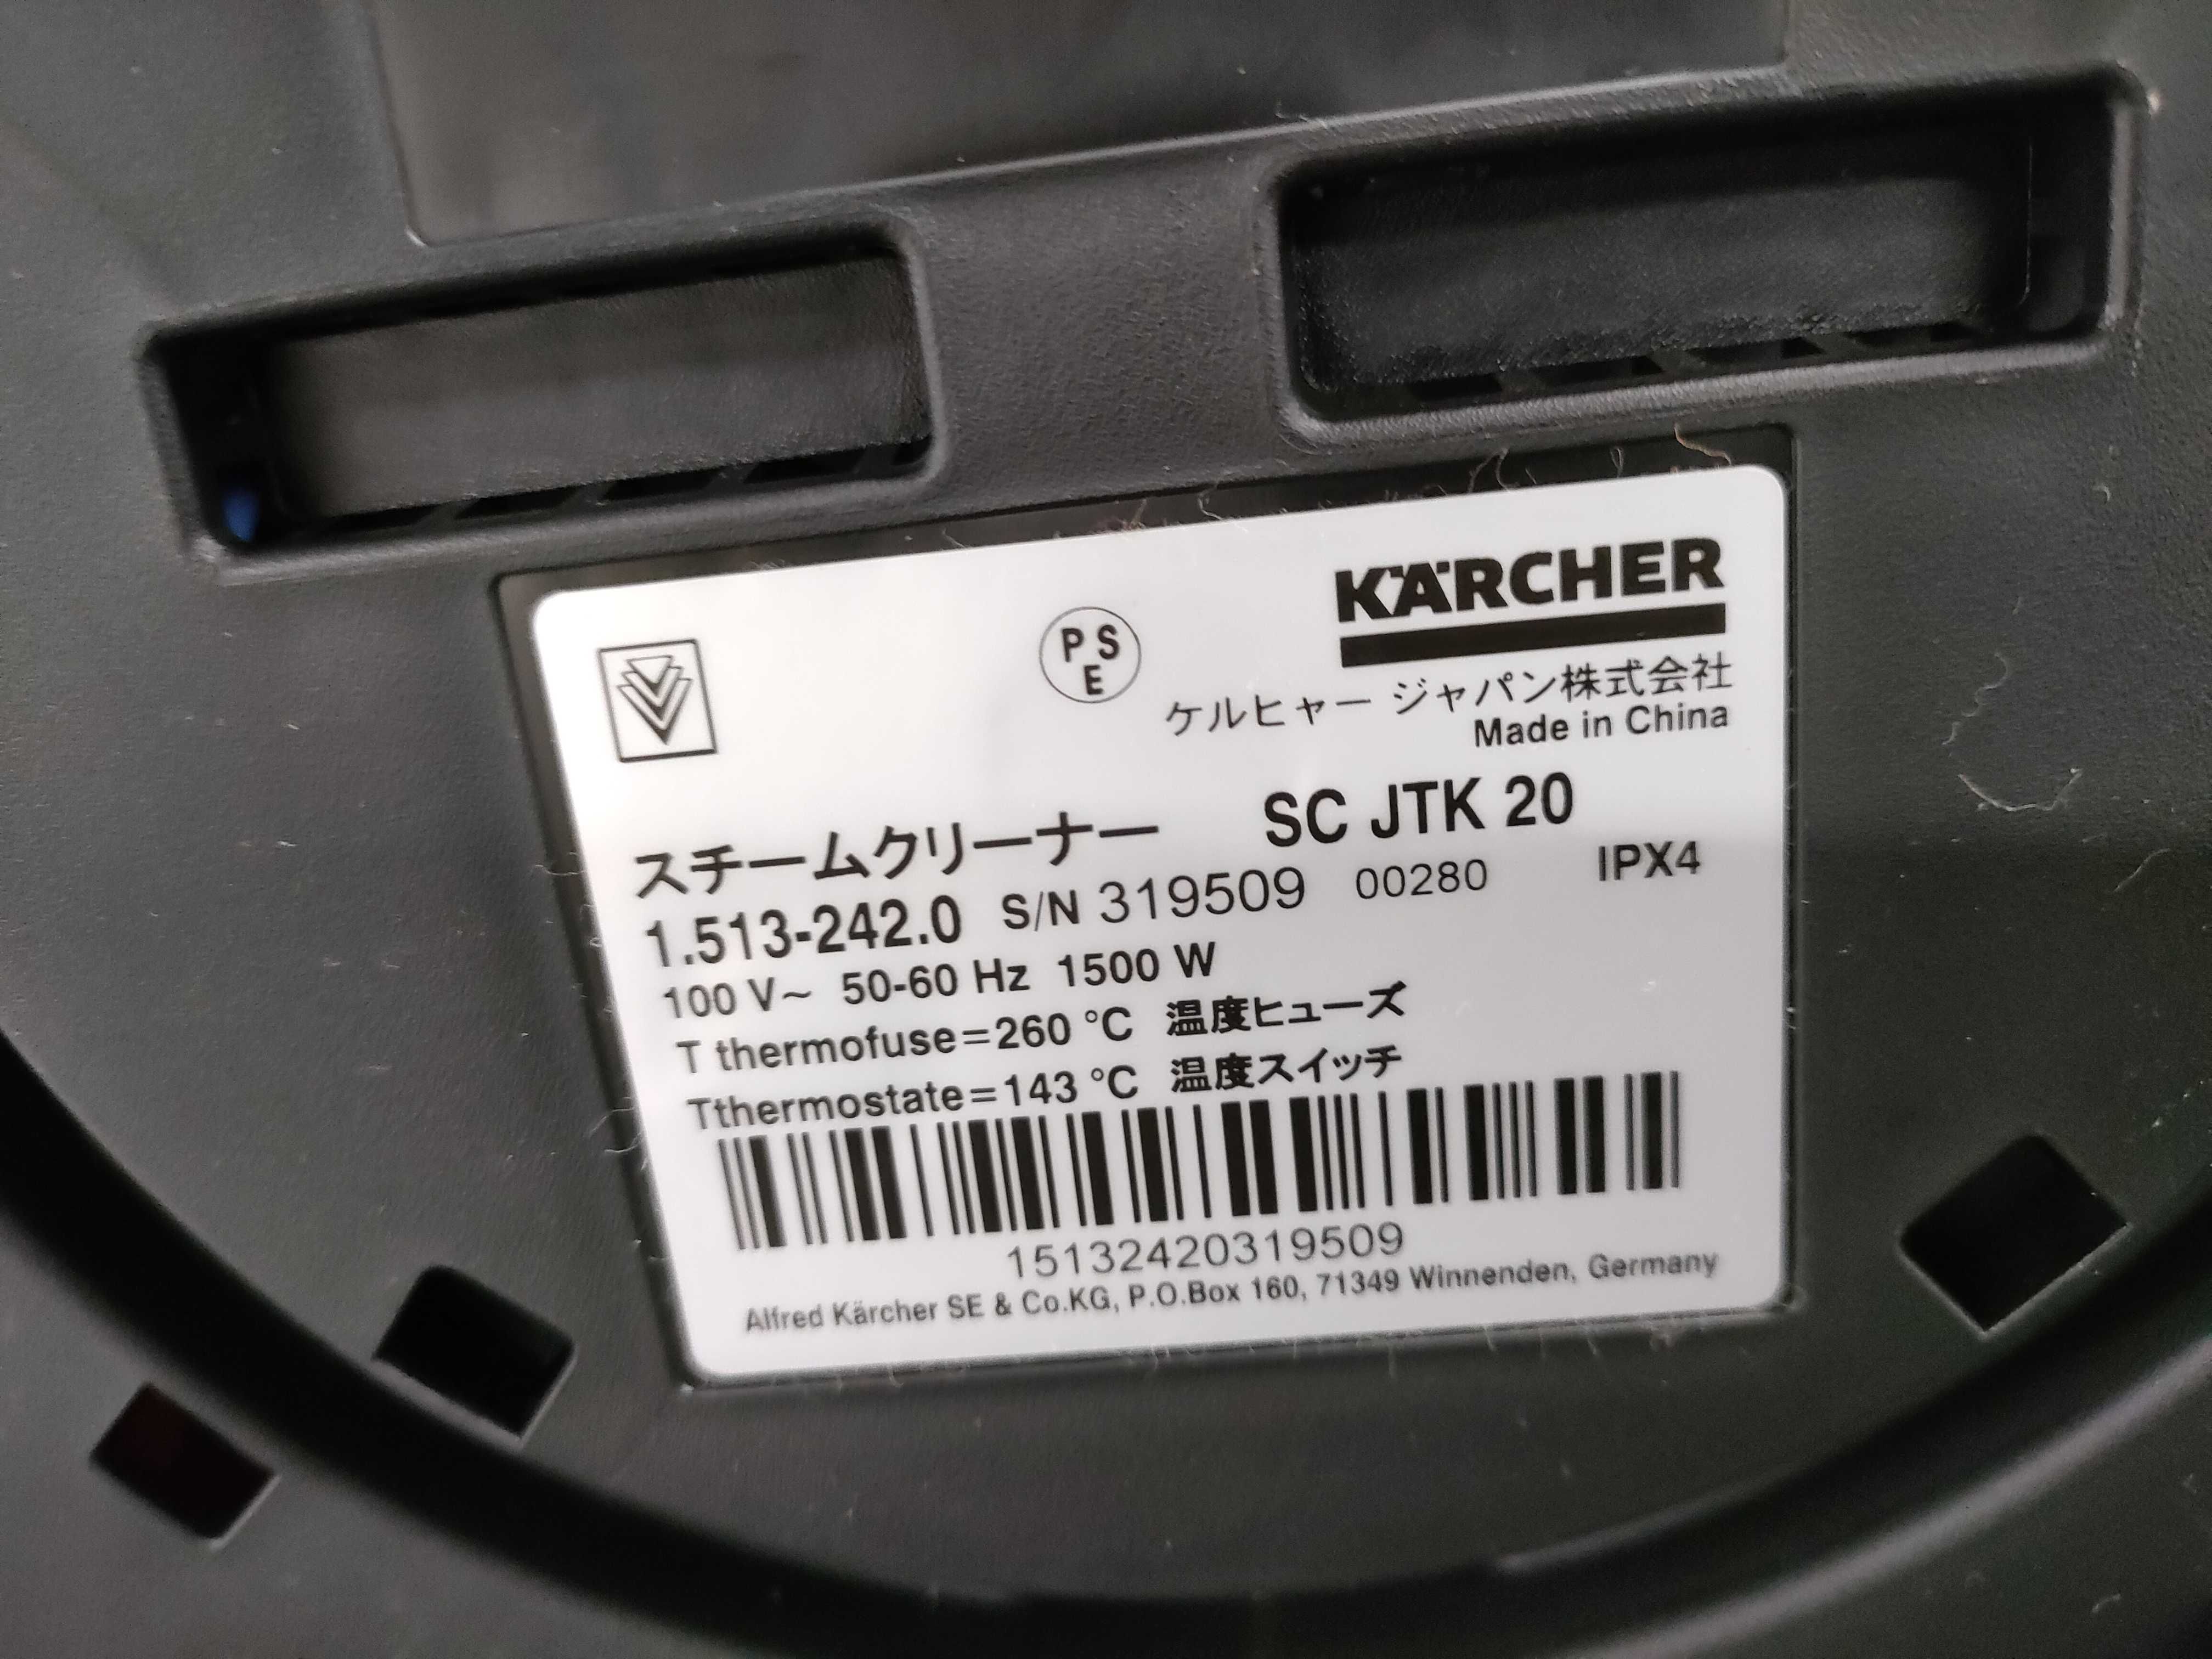 KÄRCHER
P S
E
ケルヒャー ジャパン株式会社
Made in China
スチームクリーナー SC JTK 20
1.513-242.0 S/N 319509 00280 IPX4
100 V~ 50-60 Hz 1500 W
T thermofuse=260 °C 温度ヒューズ
Tthermostate=143 °C 温度スイッチ
15132420319509
Alfred Kärcher SE & Co.KG, P.O.Box 160, 71349 Winnenden, Germany